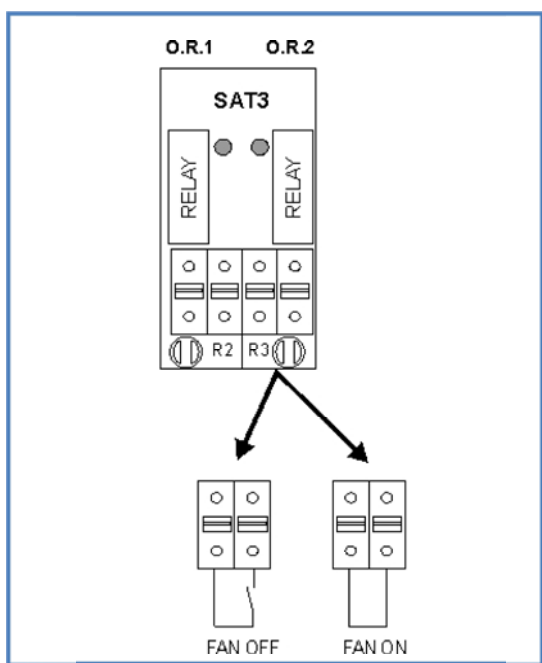 O.R.1 O.R.2
SAT3
RELAY RELAY
R2 R3
FAN OFF FAN ON